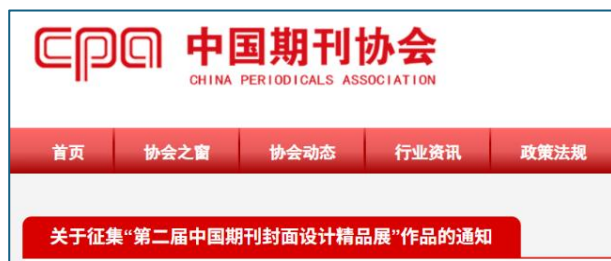 cpa 中国期刊协会
CHINA PERIODICALS ASSOCIATION
首页 协会之窗 协会动态 行业资讯 政策法规
关于征集“第二届中国期刊封面设计精品展”作品的通知